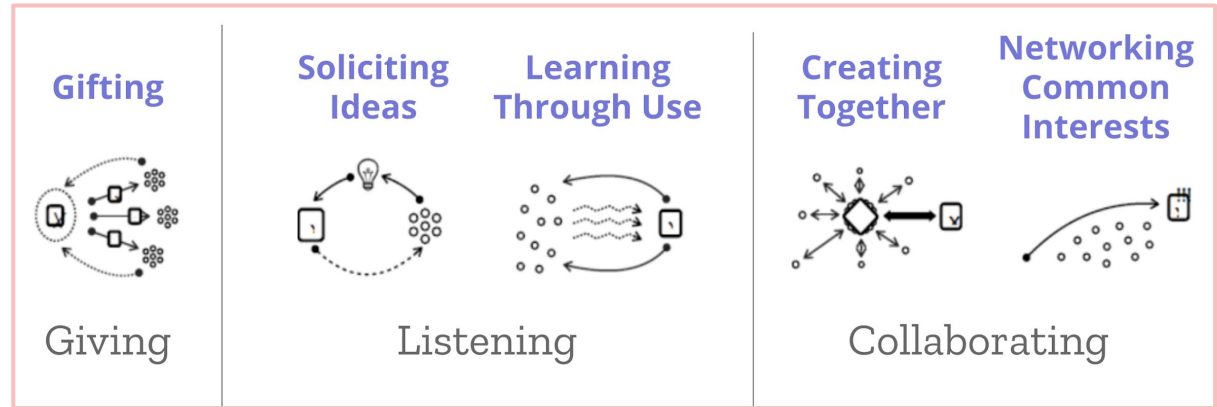 Gifting
Soliciting
Ideas
Learning
Through Use
Creating
Together
Networking
Common
Interests
Giving
Listening
Collaborating